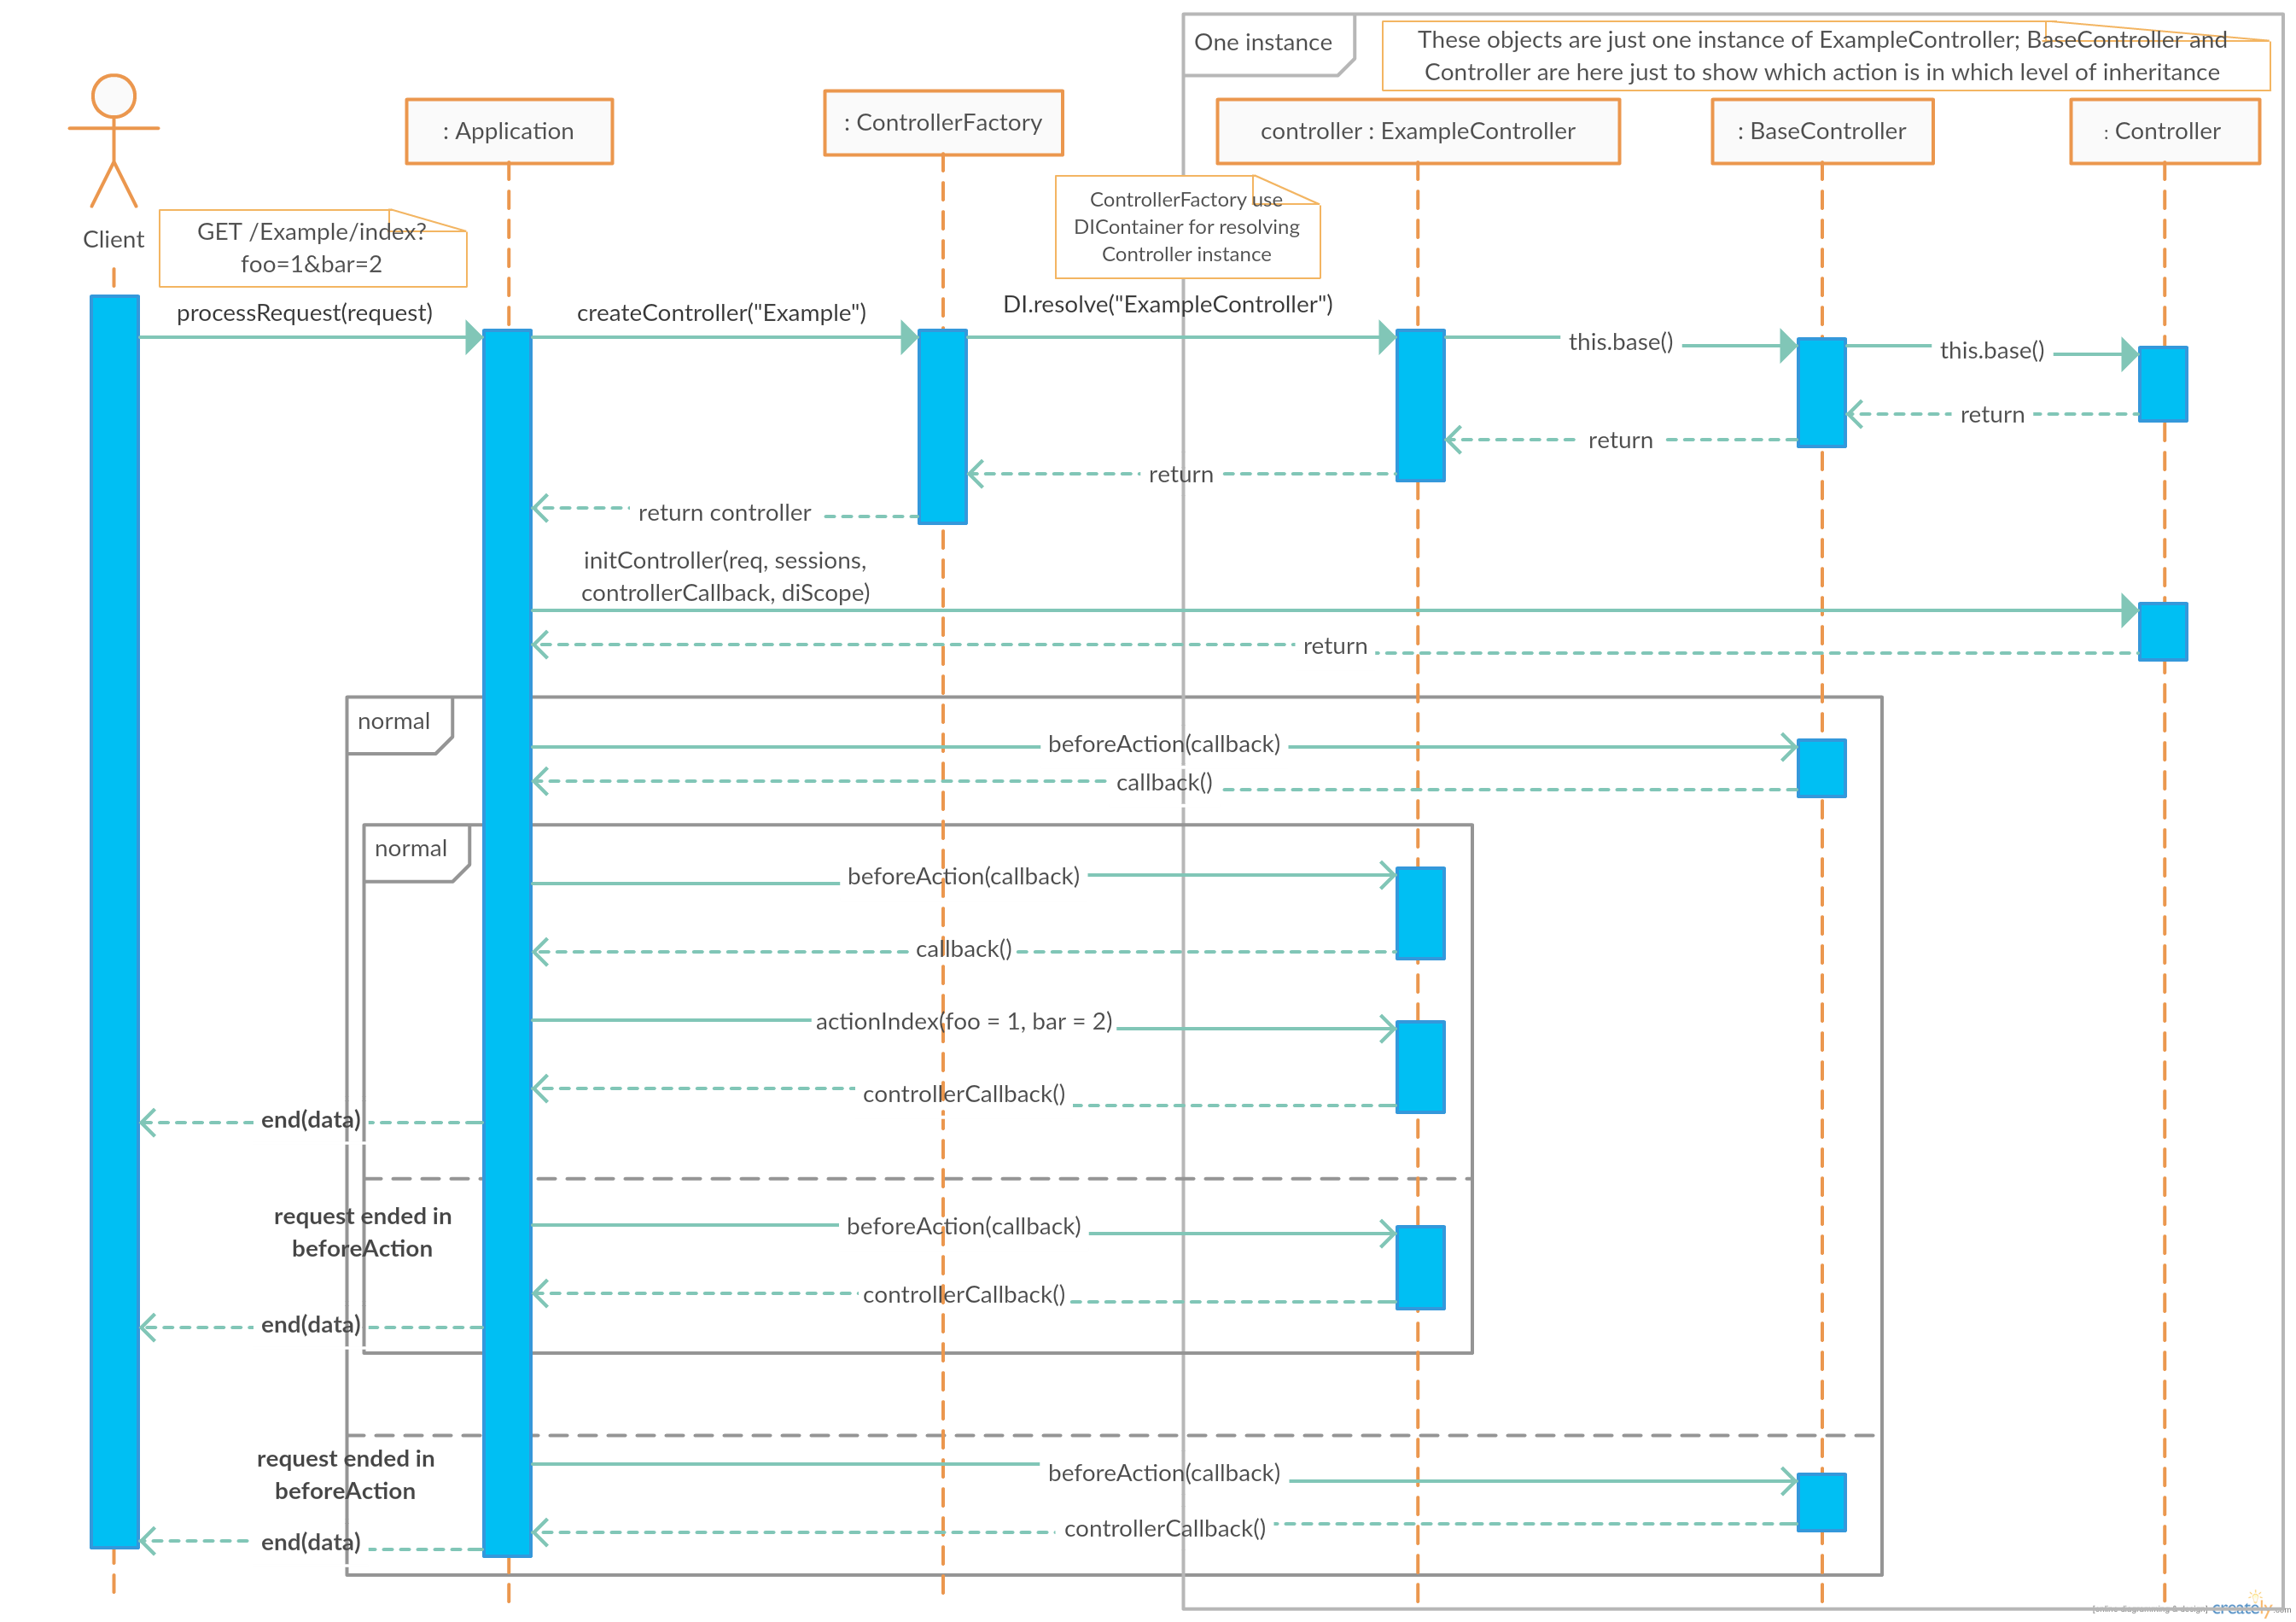 One instance
These objects are just one instance of ExampleController; BaseController and
Controller are here just to show which action is in which level of inheritance
: Application
: ControllerFactory
controller : ExampleController
: BaseController
: Controller
Client
GET /Example/index?
foo=1&bar=2
ControllerFactory use
DIContainer for resolving
Controller instance
processRequest(request)
createController("Example")
DI.resolve("ExampleController")
this.base()
this.base()
return
return
return
return controller
initController(req, sessions,
controllerCallback, diScope)
return
normal
beforeAction(callback)
callback()
normal
beforeAction(callback)
callback()
actionIndex(foo = 1, bar = 2)
controllerCallback()
end(data)
request ended in
beforeAction
beforeAction(callback)
controllerCallback()
end(data)
request ended in
beforeAction
beforeAction(callback)
controllerCallback()
end(data)
[online diagramming & design] creately.com